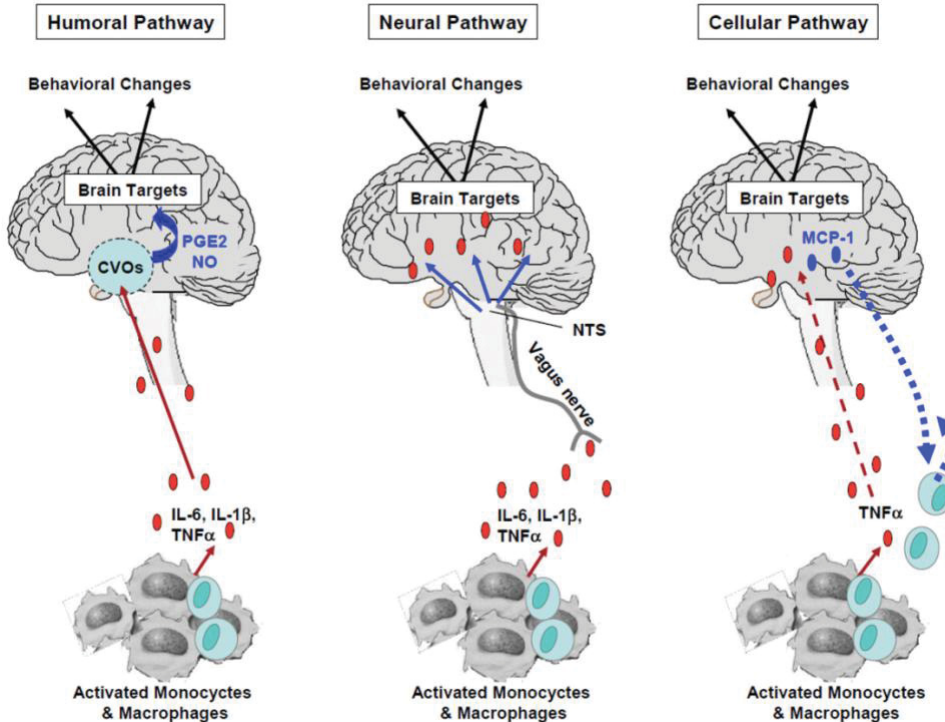 Humoral Pathway
Behavioral Changes
Brain Targets
PGE2
NO
CVOs
IL-6, IL-1β,
TNFα
Activated Monocytes
& Macrophages
Neural Pathway
Behavioral Changes
Brain Targets
NTS
Vagus nerve
IL-6, IL-1β,
TNFα
Activated Monocytes
& Macrophages
Cellular Pathway
Behavioral Changes
Brain Targets
MCP-1
TNFα
Activated Monocytes
& Macrophages